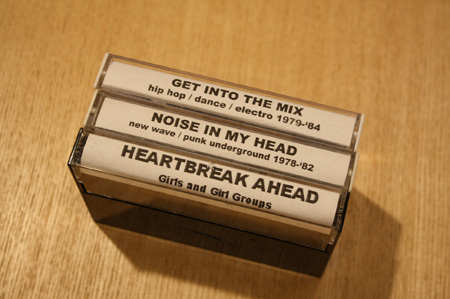 GET INTO THE MIX
hip hop / dance / electro 1979-'84
NOISE IN MY HEAD
new wave / punk underground 1978-'82
HEARTBREAK AHEAD
Girls and Girl Groups